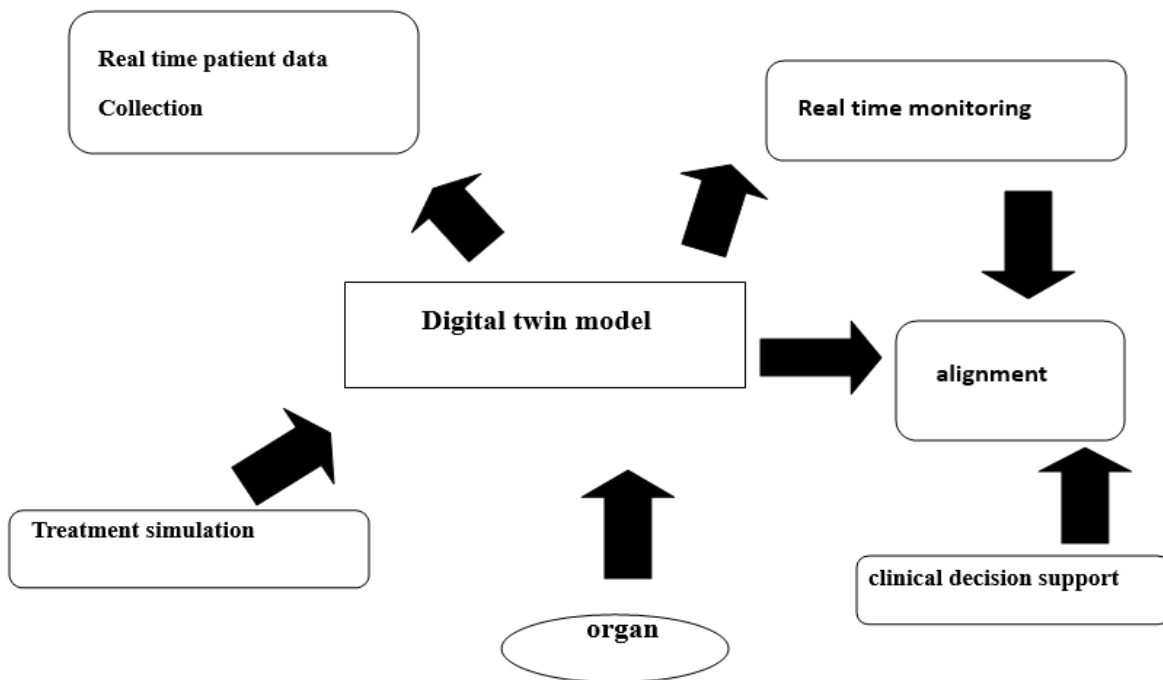 Real time patient data
Collection
Real time monitoring
Digital twin model
alignment
Treatment simulation
clinical decision support
organ